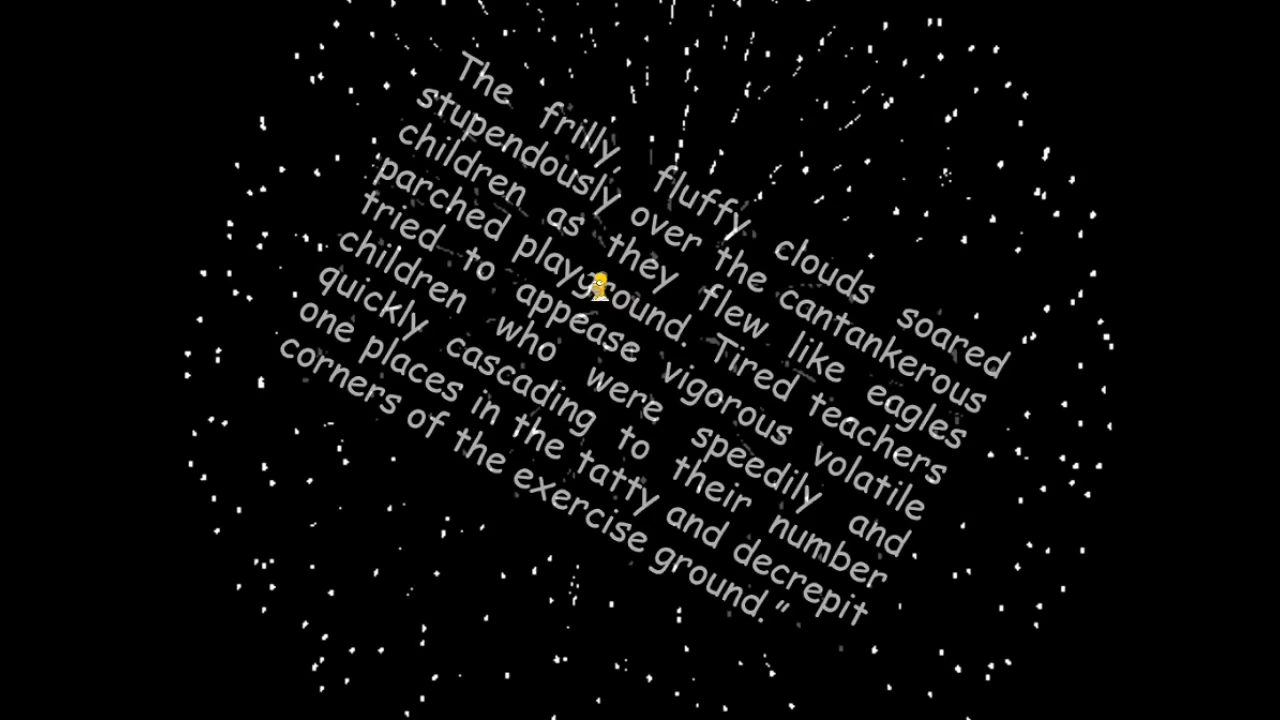 The frilly, fluffy clouds soared
stupendously over the cantankerous
children as they flew like eagles
parched playground. Tired teachers
tried to appease vigorous volatile
children who were speedily and
quickly cascading to their number
one places in the tatty and decrepit
corners of the exercise ground.”